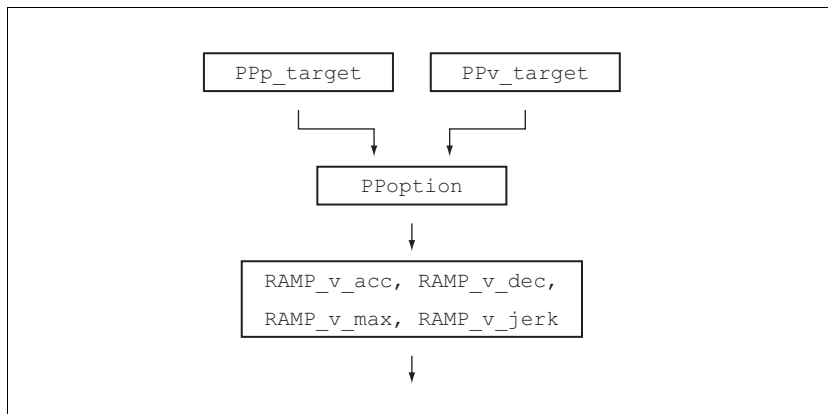 PPp_target
PPv_target
PPoption
RAMP_v_acc, RAMP_v_dec,
RAMP_v_max, RAMP_v_jerk